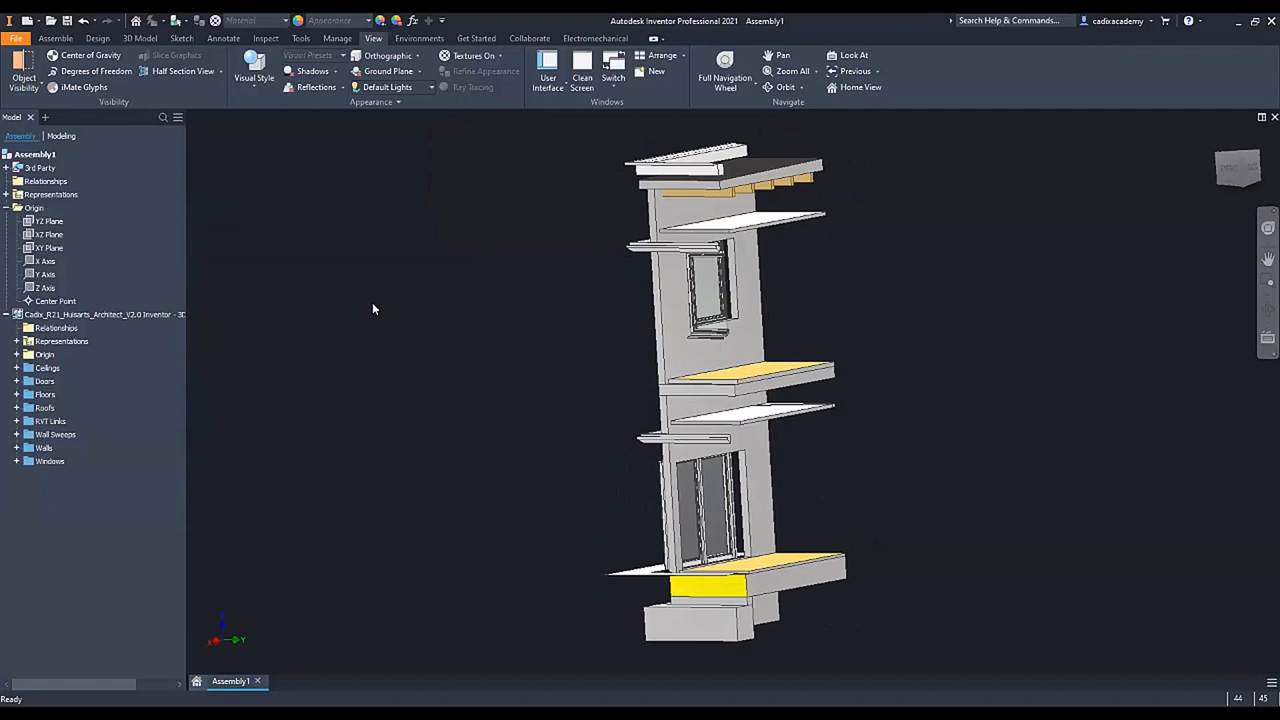 Material
Appearance
Autodesk Inventor Professional 2021 Assembly1
Search Help & Commands...
cadixacademy
File
Assemble
Design
3D Model
Sketch
Annotate
Inspect
Tools
Manage
View
Environments
Get Started
Collaborate
Electromechanical
Object Visibility
Center of Gravity
Degrees of Freedom
iMate Glyphs
Slice Graphics
Half Section View
Visibility
Visual Style
Visual Presets
Shadows
Reflections
Orthographic
Ground Plane
Default Lights
Textures On
Refine Appearance
Ray Tracing
Appearance
User Interface
Clean Screen
Switch
Arrange
New
Windows
Full Navigation Wheel
Pan
Zoom All
Orbit
Look At
Previous
Home View
Navigate
Model
Assembly
Modeling
Assembly1
3rd Party
Relationships
Representations
Origin
YZ Plane
XZ Plane
XY Plane
X Axis
Y Axis
Z Axis
Center Point
Cadix_R21_Huisarts_Architect_V2.0 Inventor - 3D
Relationships
Representations
Origin
Ceilings
Doors
Floors
Roofs
RVT Links
Wall Sweeps
Walls
Windows
Z
X
Y
Assembly1
Ready
44
45